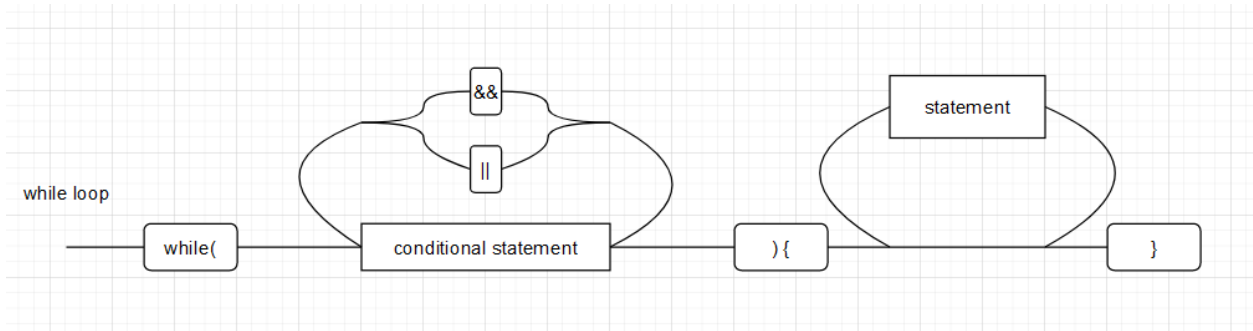 &&
statement
||
while loop
while(
conditional statement
) {
}